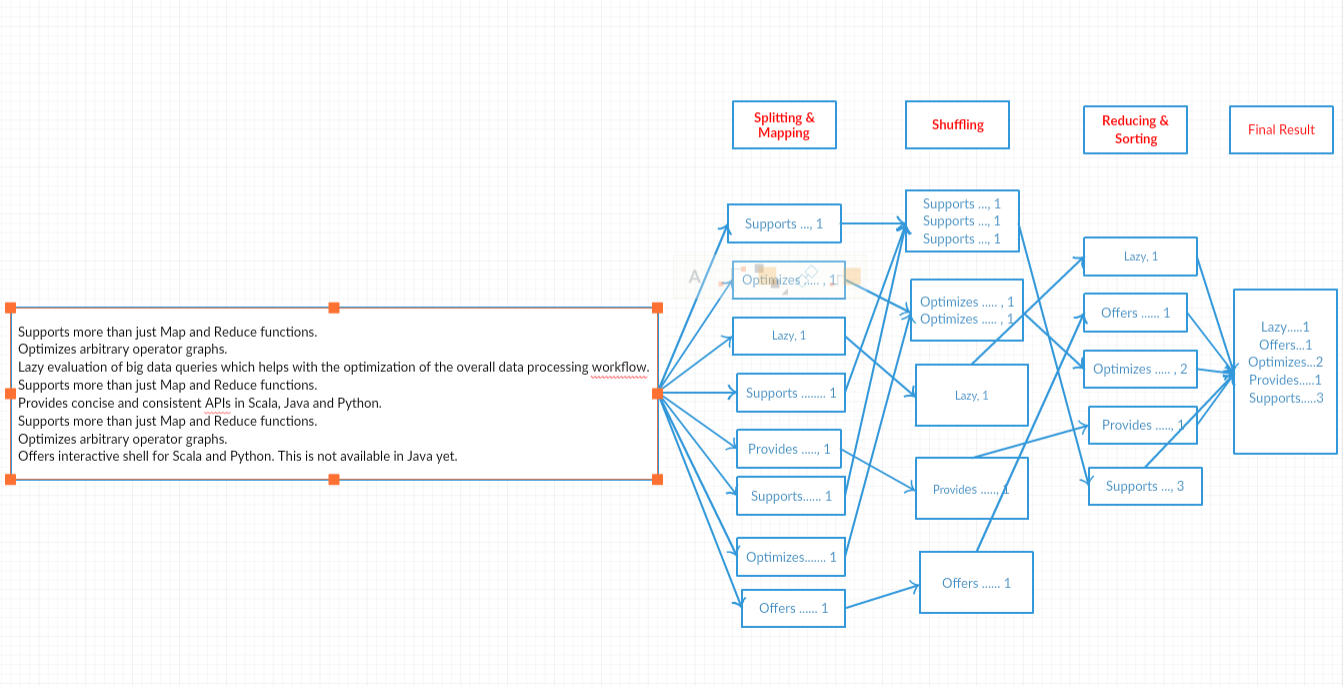 Splitting &
Mapping
Shuffling
Reducing &
Sorting
Final Result
Supports more than just Map and Reduce functions.
Optimizes arbitrary operator graphs.
Lazy evaluation of big data queries which helps with the optimization of the overall data processing workflow.
Supports more than just Map and Reduce functions.
Provides concise and consistent APIs in Scala, Java and Python.
Supports more than just Map and Reduce functions.
Optimizes arbitrary operator graphs.
Offers interactive shell for Scala and Python. This is not available in Java yet.
Supports ..., 1
Optimizes ..... , 1
Lazy, 1
Supports ........ 1
Provides ....., 1
Supports...... 1
Optimizes....... 1
Offers ...... 1
Supports ..., 1
Supports ..., 1
Supports ..., 1
Optimizes ..... , 1
Optimizes ..... , 1
Lazy, 1
Provides ....., 1
Offers ...... 1
Lazy, 1
Offers ...... 1
Optimizes ..... , 2
Provides ....., 1
Supports ..., 3
Lazy.....1
Offers...1
Optimizes...2
Provides.....1
Supports.....3
A